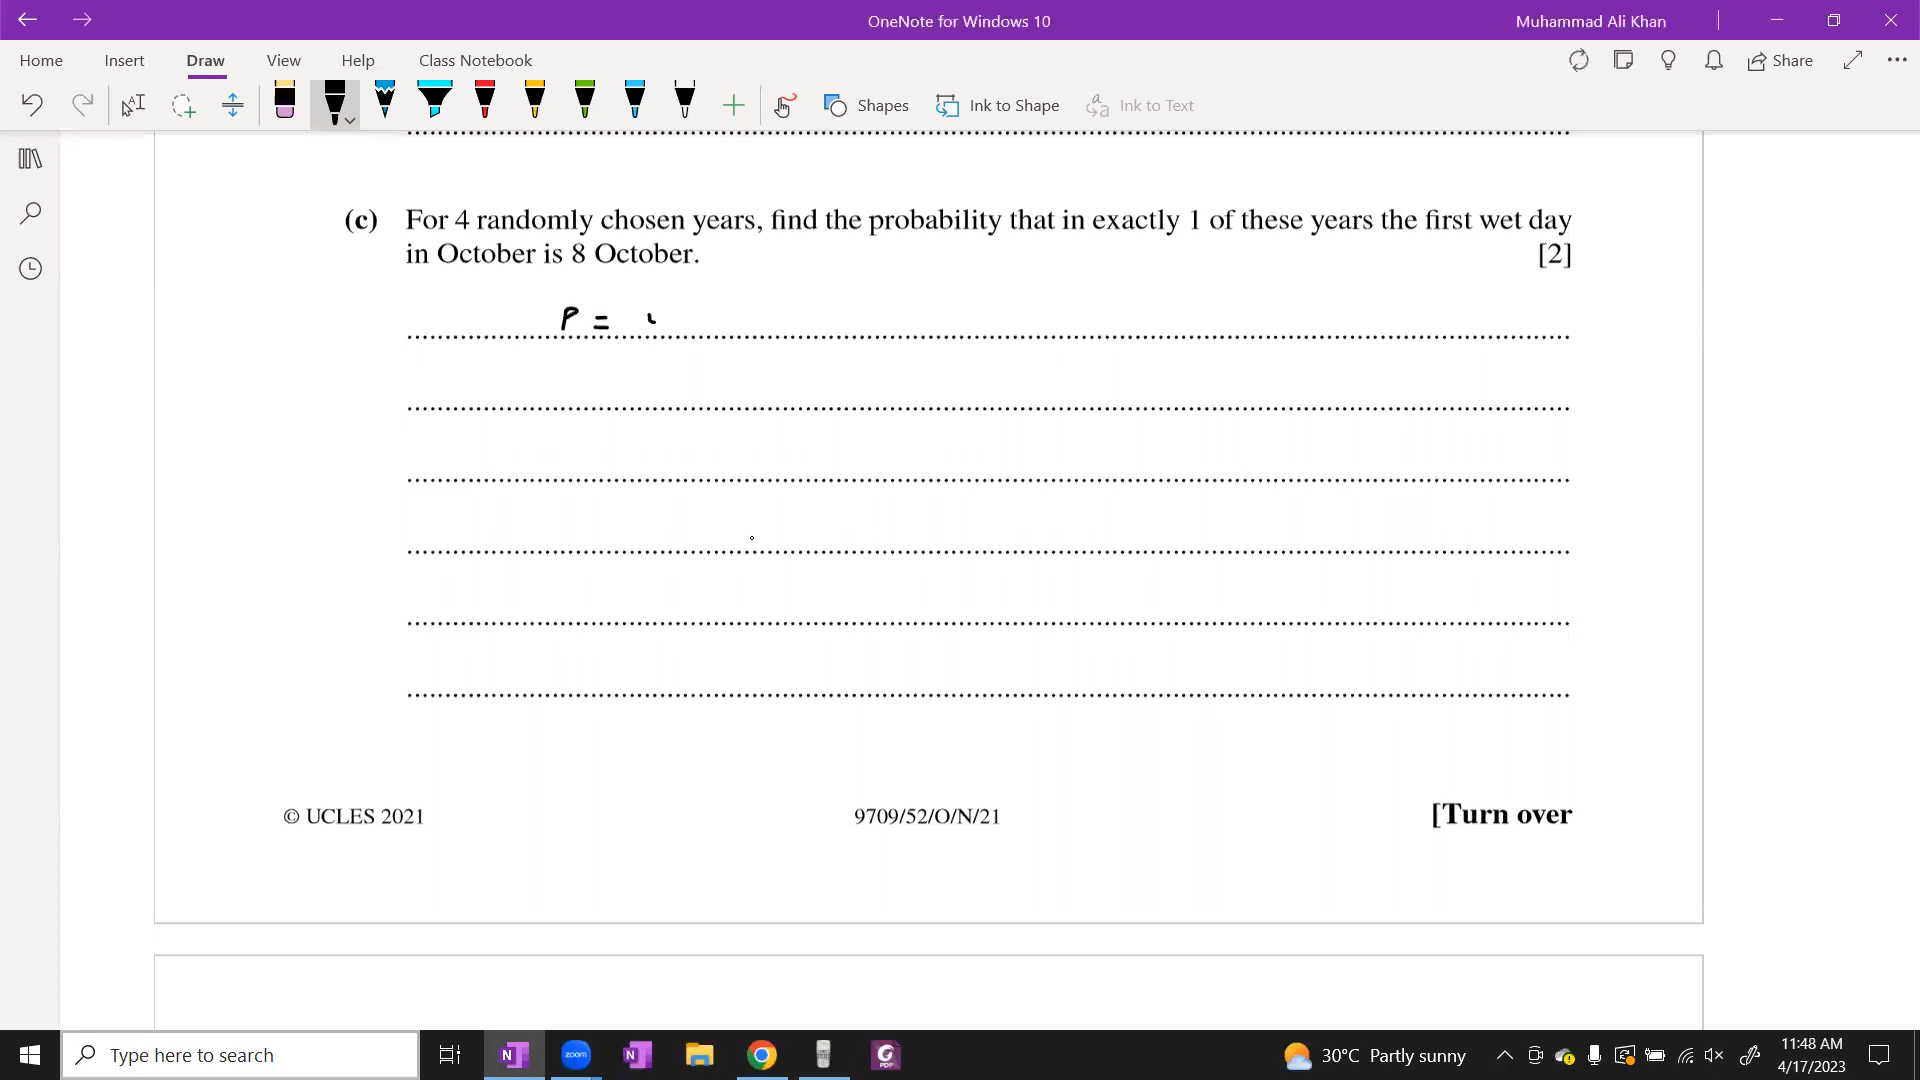 OneNote for Windows 10
Muhammad Ali Khan
Home Insert Draw View Help Class Notebook
Share
Shapes Ink to Shape Ink to Text
(c) For 4 randomly chosen years, find the probability that in exactly 1 of these years the first wet day
in October is 8 October. [2]
P =
© UCLES 2021 9709/52/O/N/21 [Turn over
Type here to search
zoom
30°C Partly sunny
11:48 AM
4/17/2023